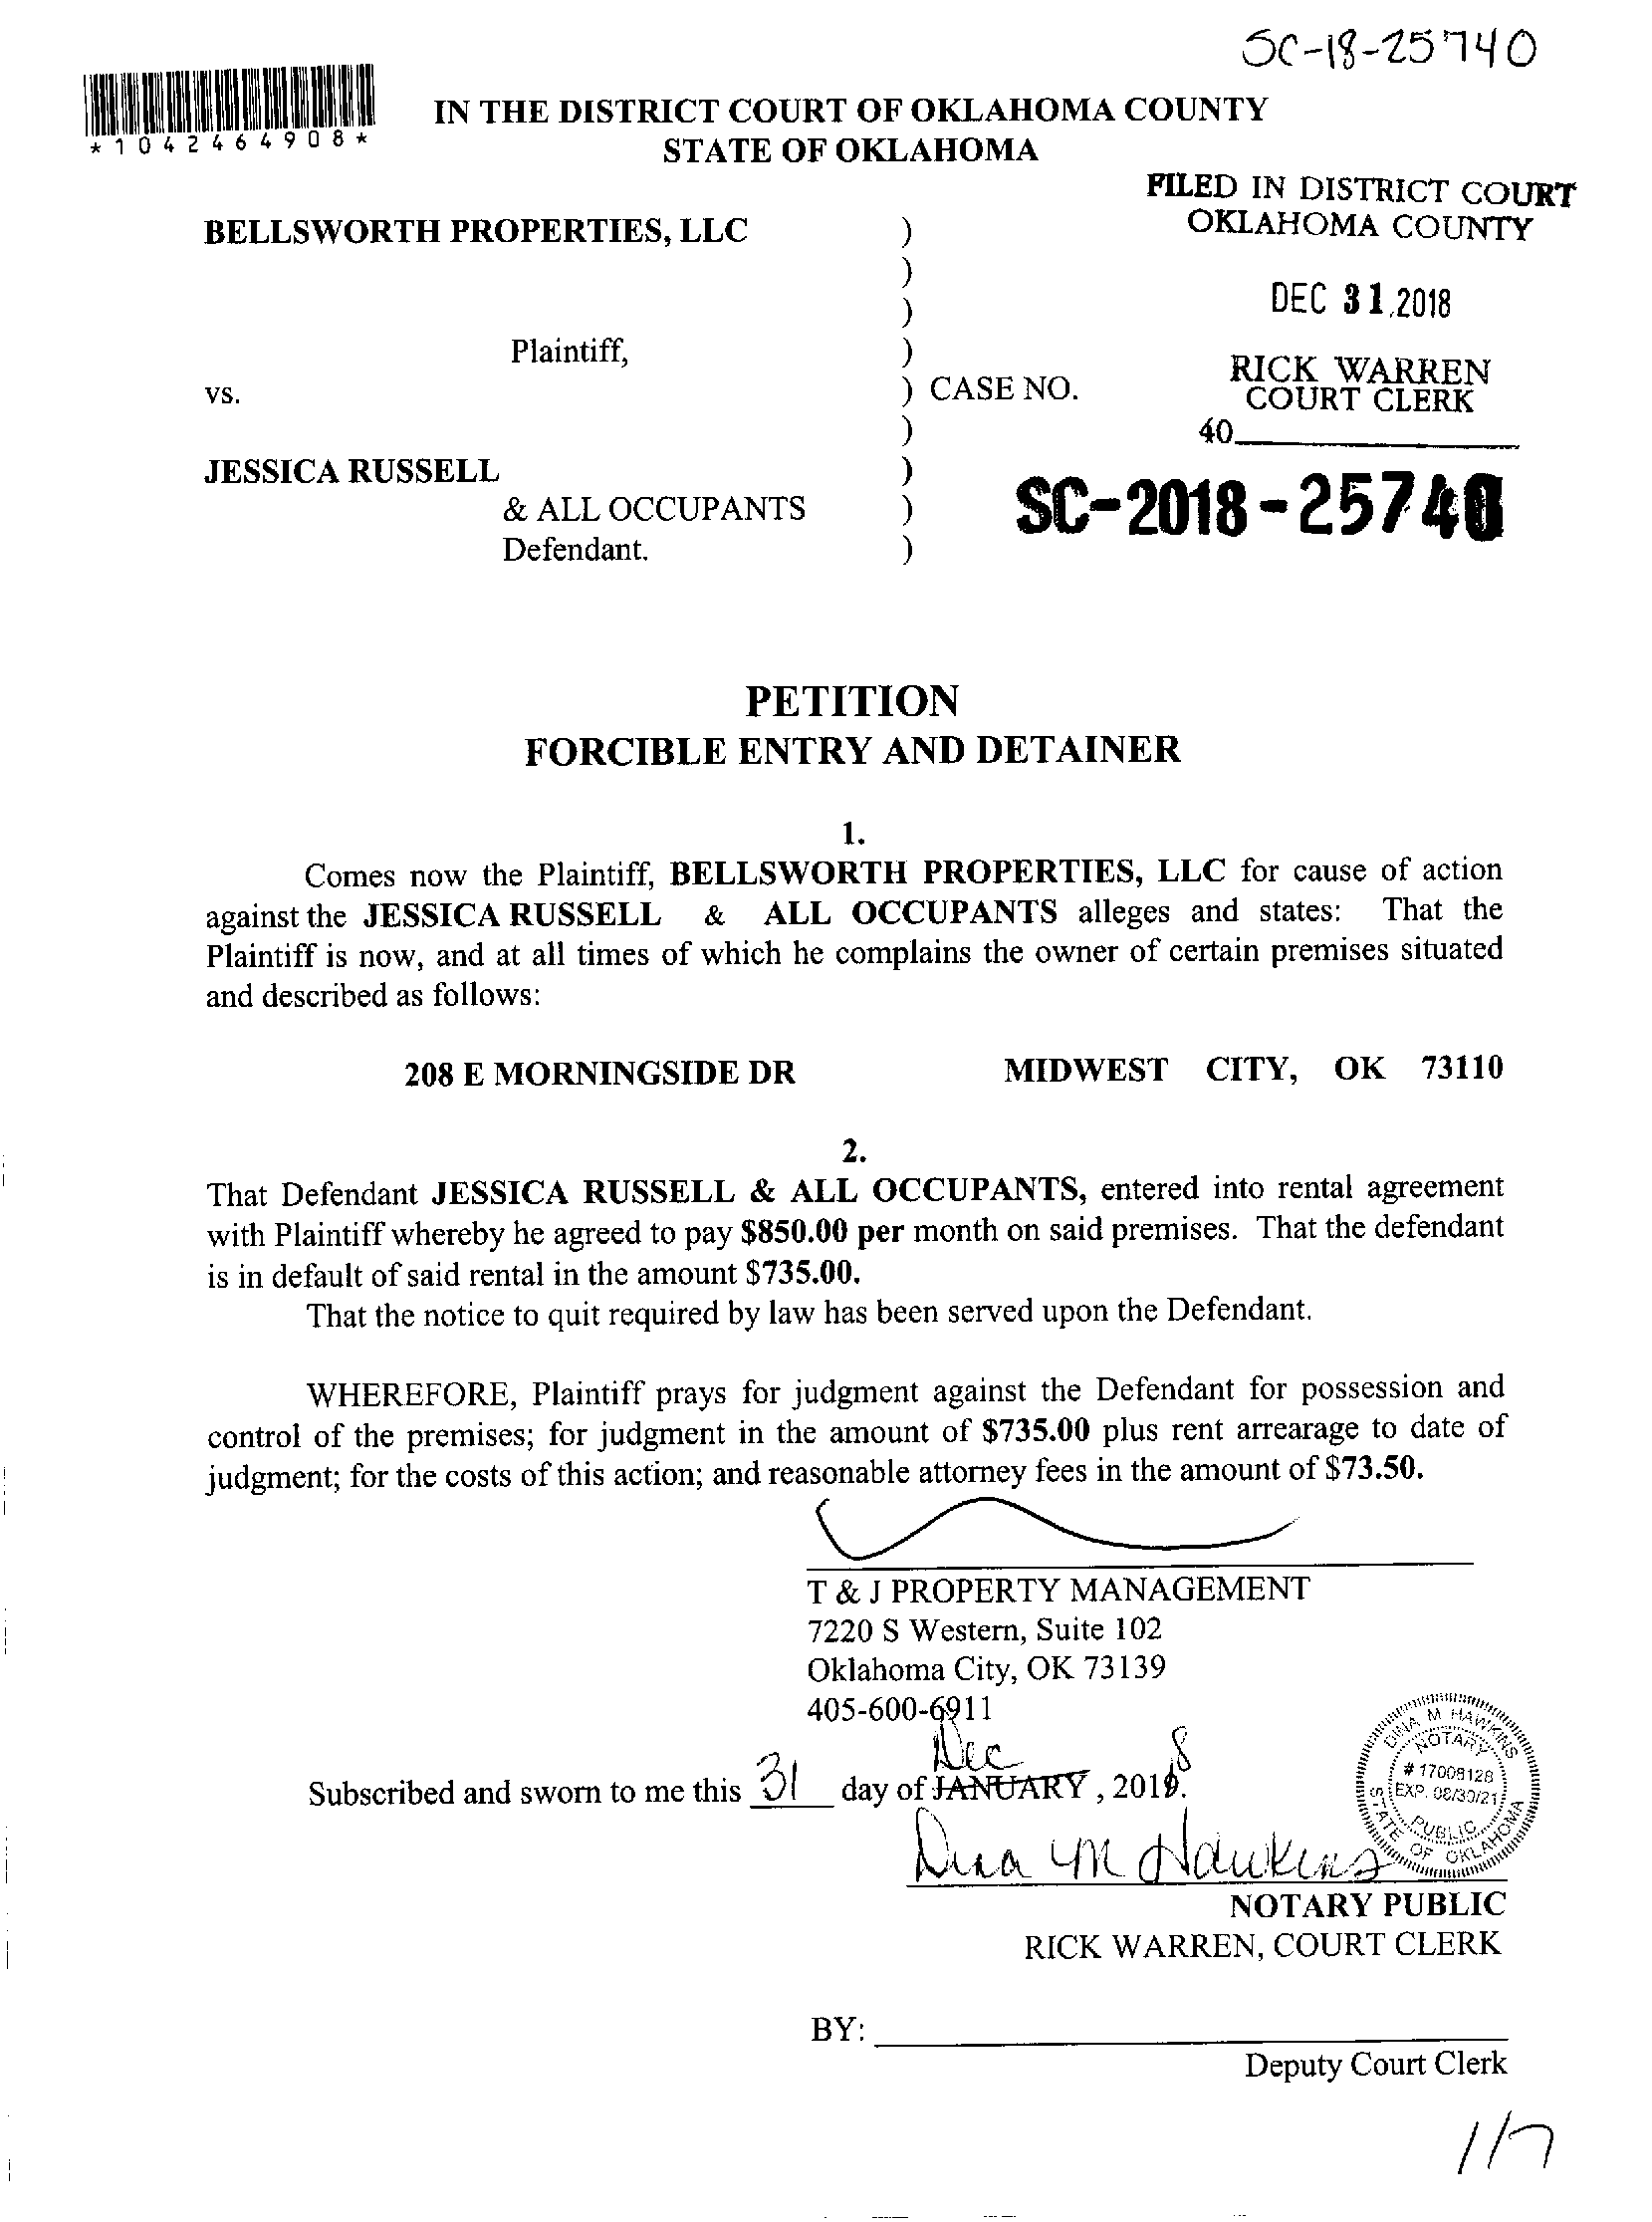 SC-18-25740
*1042464908*
IN THE DISTRICT COURT OF OKLAHOMA COUNTY
STATE OF OKLAHOMA
FILED IN DISTRICT COURT
OKLAHOMA COUNTY
BELLSWORTH PROPERTIES, LLC )
)
) DEC 31 2018
Plaintiff, )
vs. ) CASE NO.
RICK WARREN
COURT CLERK
) 40
JESSICA RUSSELL )
& ALL OCCUPANTS ) SC-2018-25740
Defendant. )
PETITION
FORCIBLE ENTRY AND DETAINER
1.
Comes now the Plaintiff, BELLSWORTH PROPERTIES, LLC for cause of action
against the JESSICA RUSSELL & ALL OCCUPANTS alleges and states: That the
Plaintiff is now, and at all times of which he complains the owner of certain premises situated
and described as follows:
208 E MORNINGSIDE DR MIDWEST CITY, OK 73110
2.
That Defendant JESSICA RUSSELL & ALL OCCUPANTS, entered into rental agreement
with Plaintiff whereby he agreed to pay $850.00 per month on said premises. That the defendant
is in default of said rental in the amount $735.00.
That the notice to quit required by law has been served upon the Defendant.
WHEREFORE, Plaintiff prays for judgment against the Defendant for possession and
control of the premises; for judgment in the amount of $735.00 plus rent arrearage to date of
judgment; for the costs of this action; and reasonable attorney fees in the amount of $73.50.
T & J PROPERTY MANAGEMENT
7220 S Western, Suite 102
Oklahoma City, OK 73139
405-600-6911
Dec 8
Subscribed and sworn to me this 31 day of JANUARY, 2019.
DINA M HAWKINS
NOTARY
# 17008128
EXP. 08/30/21
PUBLIC
STATE OF OKLAHOMA
Dina M Hawkins
NOTARY PUBLIC
RICK WARREN, COURT CLERK
BY:
Deputy Court Clerk
1/7